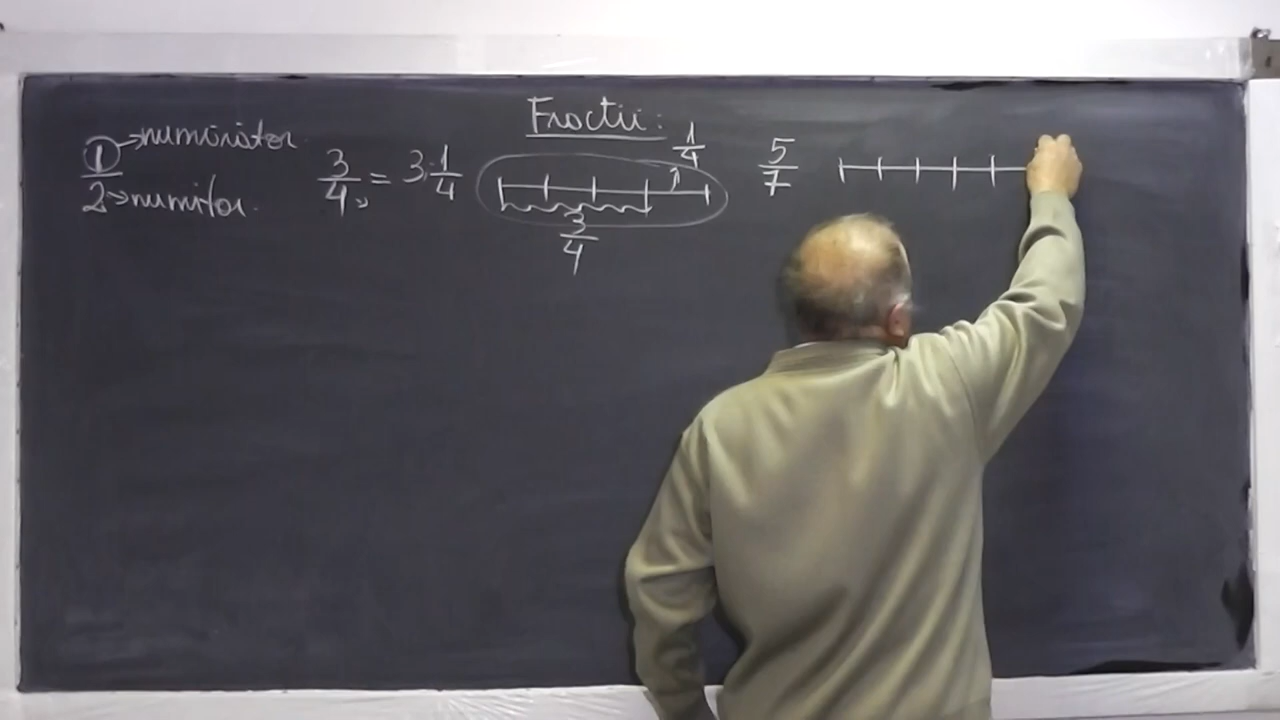 Fractii:
1 → numărător
2 → numitor.
3/4 = 3·1/4
1/4
3/4
5/7